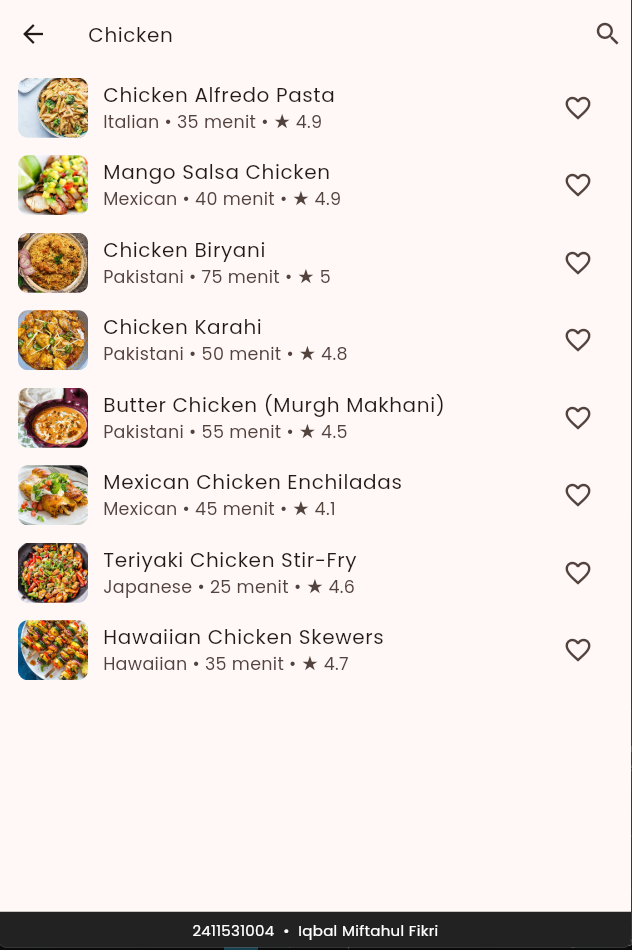 Chicken
Chicken Alfredo Pasta
Italian • 35 menit • ★ 4.9
Mango Salsa Chicken
Mexican • 40 menit • ★ 4.9
Chicken Biryani
Pakistani • 75 menit • ★ 5
Chicken Karahi
Pakistani • 50 menit • ★ 4.8
Butter Chicken (Murgh Makhani)
Pakistani • 55 menit • ★ 4.5
Mexican Chicken Enchiladas
Mexican • 45 menit • ★ 4.1
Teriyaki Chicken Stir-Fry
Japanese • 25 menit • ★ 4.6
Hawaiian Chicken Skewers
Hawaiian • 35 menit • ★ 4.7
2411531004 • Iqbal Miftahul Fikri